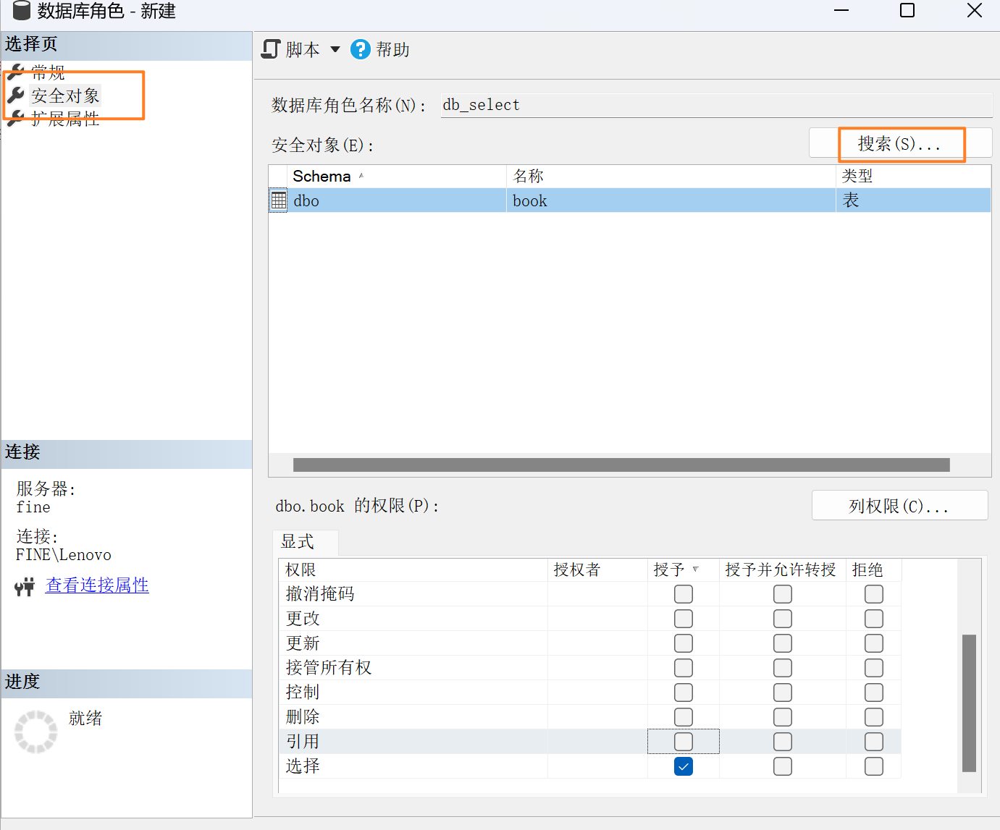 数据库角色 - 新建
选择页
常规
安全对象
扩展属性
脚本
帮助
数据库角色名称(N): db_select
安全对象(E):
搜索(S)...
Schema 名称 类型
dbo book 表
连接
服务器:
fine
连接:
FINE\Lenovo
查看连接属性
进度
就绪
dbo.book 的权限(P):
列权限(C)...
显式
权限 授权者 授予 授予并允许转授 拒绝
撤消掩码
更改
更新
接管所有权
控制
删除
引用
选择